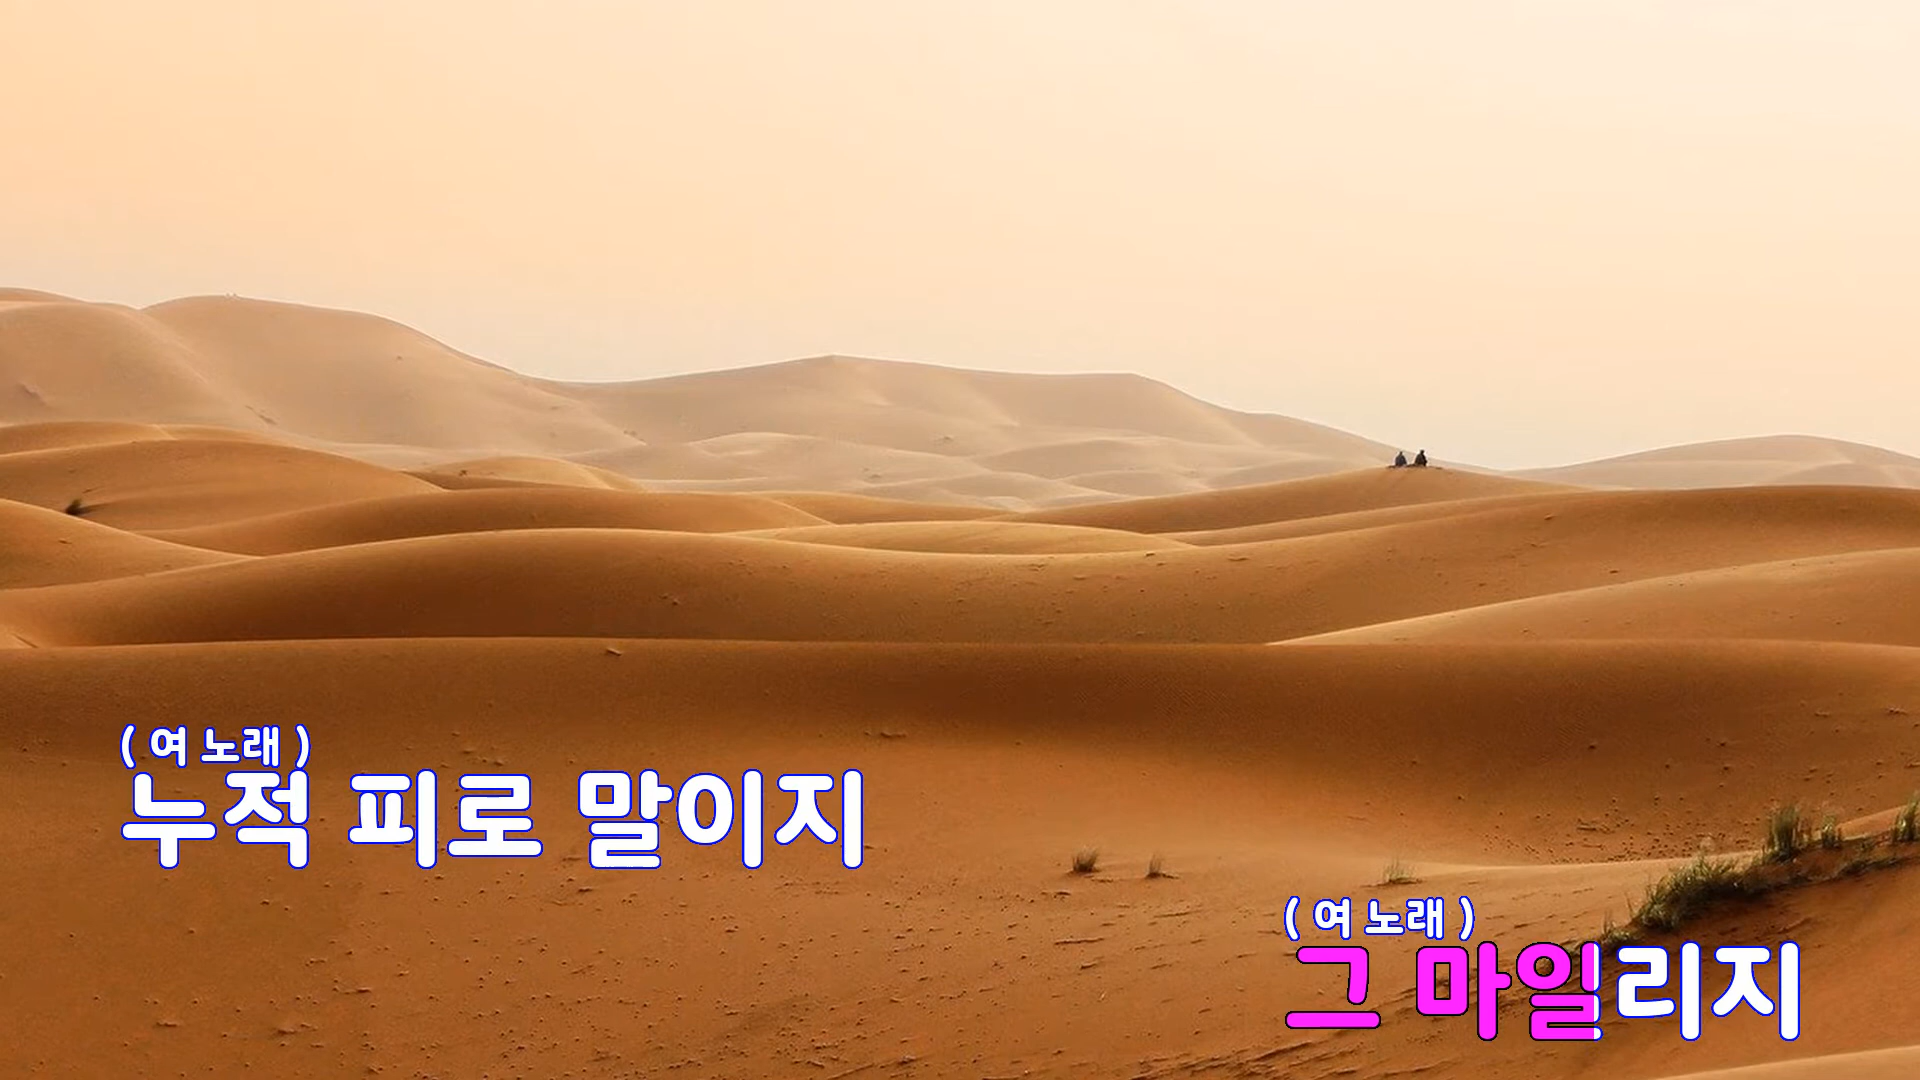 ( 여 노래 )
누적 피로 말이지
( 여 노래 )
그 마일리지